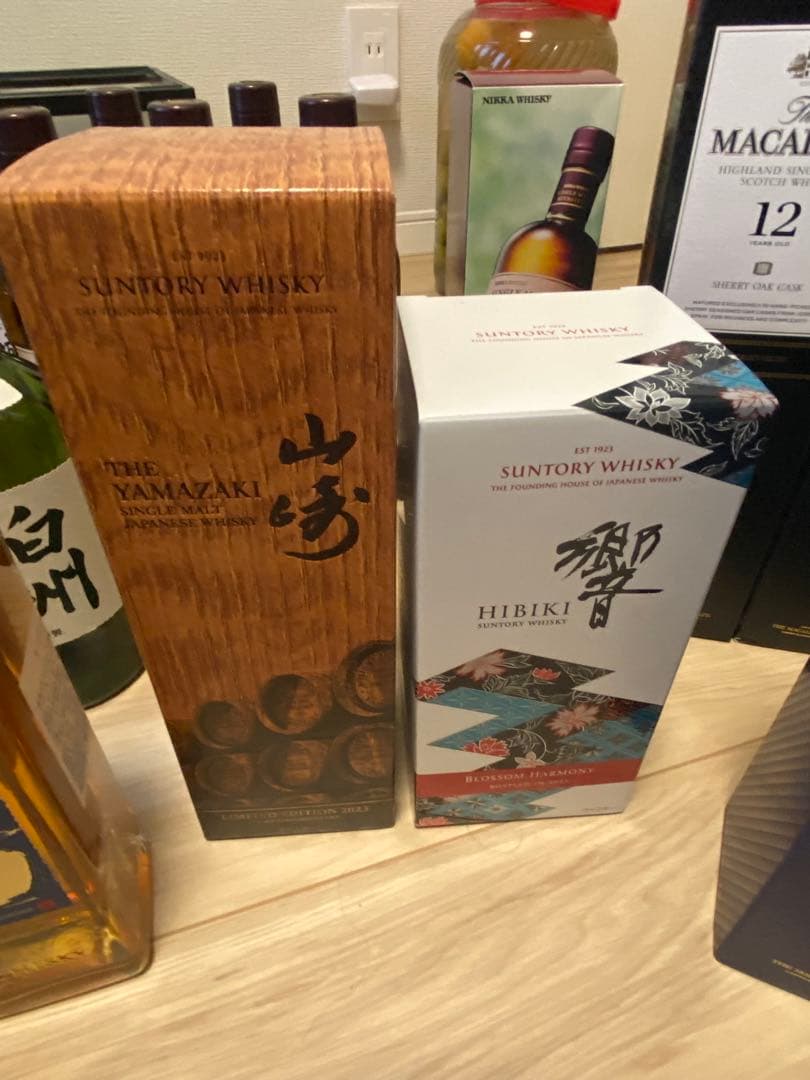 NIKKA WHISKY
The
MACAL
HIGHLAND SING
SCOTCH WH
12
YEARS OLD
SHERRY OAK CASK
EST 1923
SUNTORY WHISKY
THE FOUNDING HOUSE OF JAPANESE WHISKY
THE
YAMAZAKI
SINGLE MALT
JAPANESE WHISKY
山崎
LIMITED EDITION 2023
SUNTORY WHISKY
THE FOUNDING HOUSE OF JAPANESE WHISKY
EST 1923
SUNTORY WHISKY
THE FOUNDING HOUSE OF JAPANESE WHISKY
響
HIBIKI
SUNTORY WHISKY
BLOSSOM HARMONY
白州